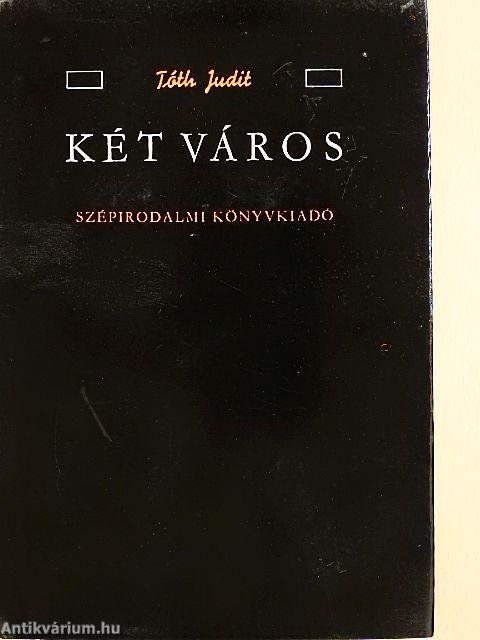 Tóth Judit
KÉT VÁROS
SZÉPIRODALMI KÖNYVKIADÓ
Antikvárium.hu